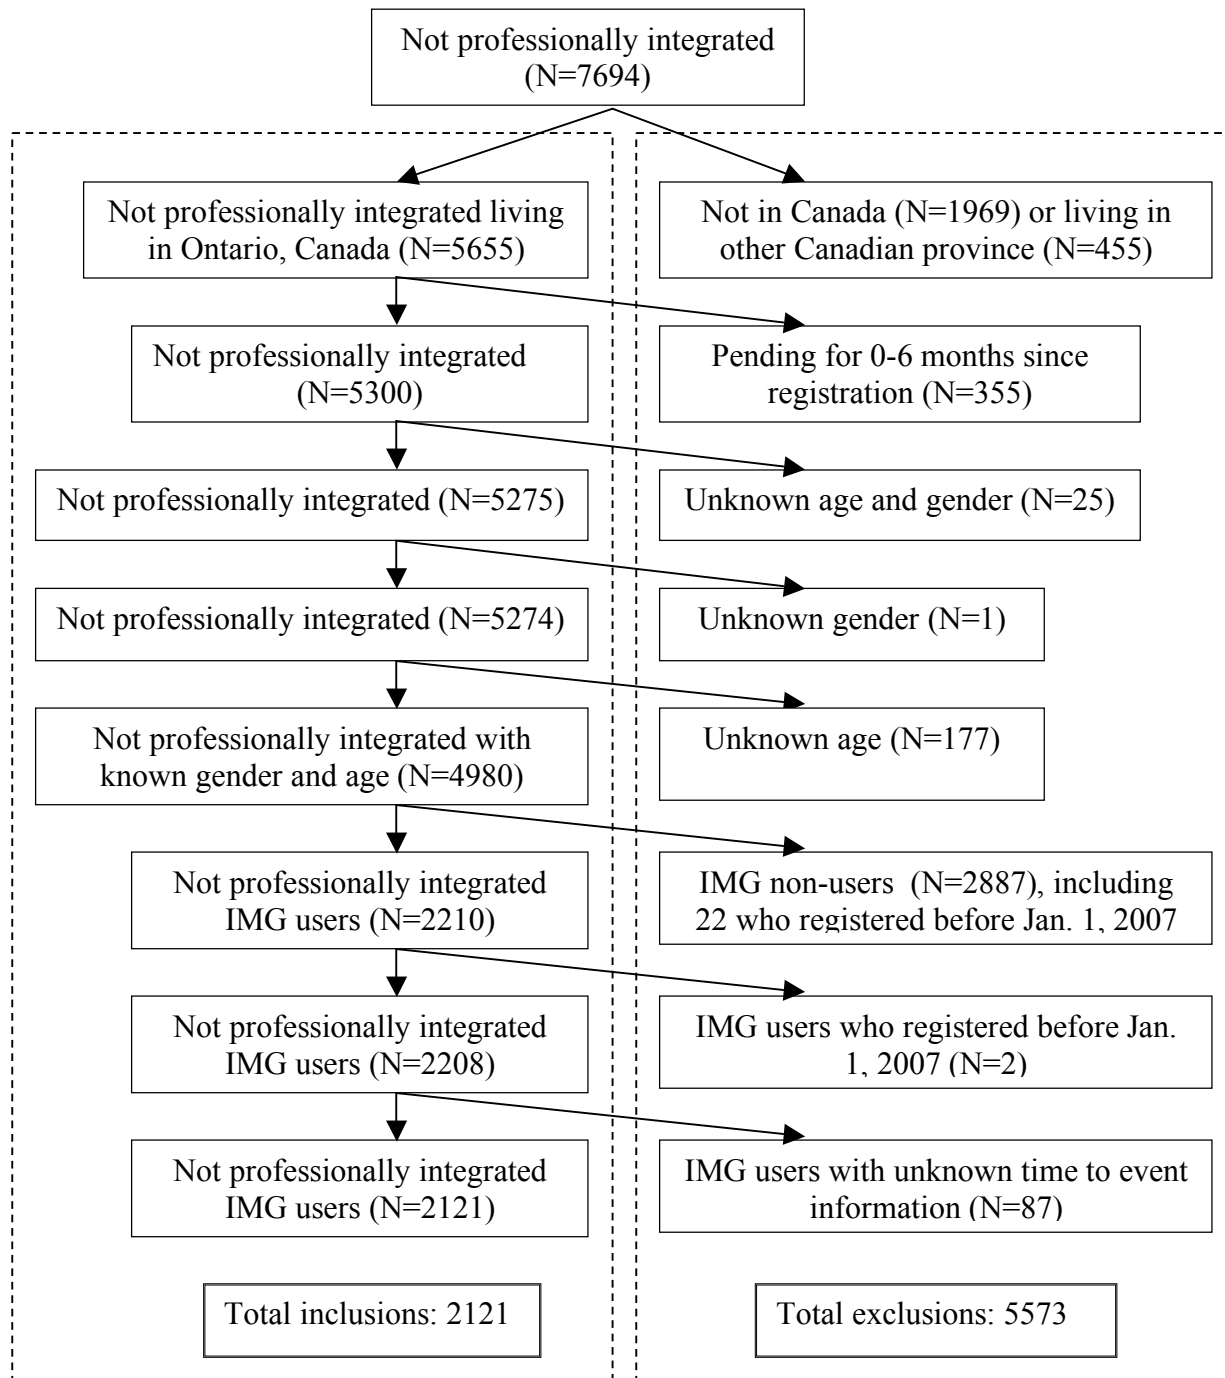 Not professionally integrated
(N=7694)
Not professionally integrated living
in Ontario, Canada (N=5655)
Not in Canada (N=1969) or living in
other Canadian province (N=455)
Not professionally integrated
(N=5300)
Pending for 0-6 months since
registration (N=355)
Not professionally integrated (N=5275)
Unknown age and gender (N=25)
Not professionally integrated (N=5274)
Unknown gender (N=1)
Not professionally integrated with
known gender and age (N=4980)
Unknown age (N=177)
Not professionally integrated
IMG users (N=2210)
IMG non-users  (N=2887), including
22 who registered before Jan. 1, 2007
Not professionally integrated
IMG users (N=2208)
IMG users who registered before Jan.
1, 2007 (N=2)
Not professionally integrated
IMG users (N=2121)
IMG users with unknown time to event
information (N=87)
Total inclusions: 2121
Total exclusions: 5573